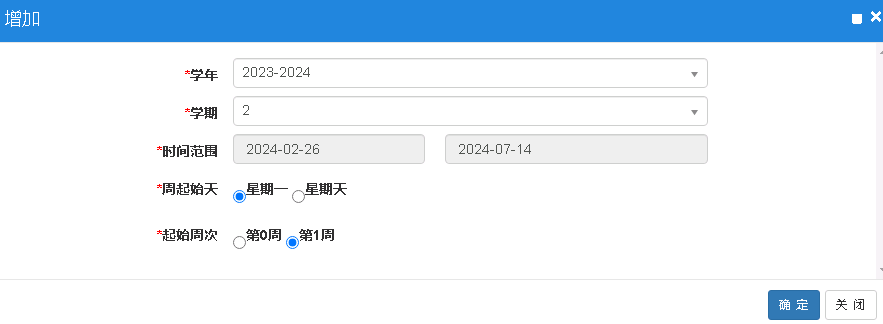 增加
*学年 2023-2024
*学期 2
*时间范围 2024-02-26 2024-07-14
*周起始天 星期一 星期天
*起始周次 第0周 第1周
确 定 关 闭